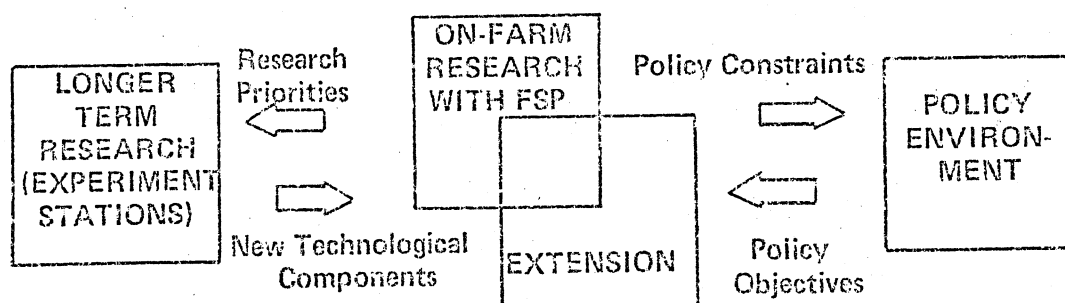 LONGER
TERM
RESEARCH
(EXPERIMENT
STATIONS)
Research
Priorities
New Technological
Components
ON-FARM
RESEARCH
WITH FSP
EXTENSION
Policy Constraints
Policy
Objectives
POLICY
ENVIRON-
MENT